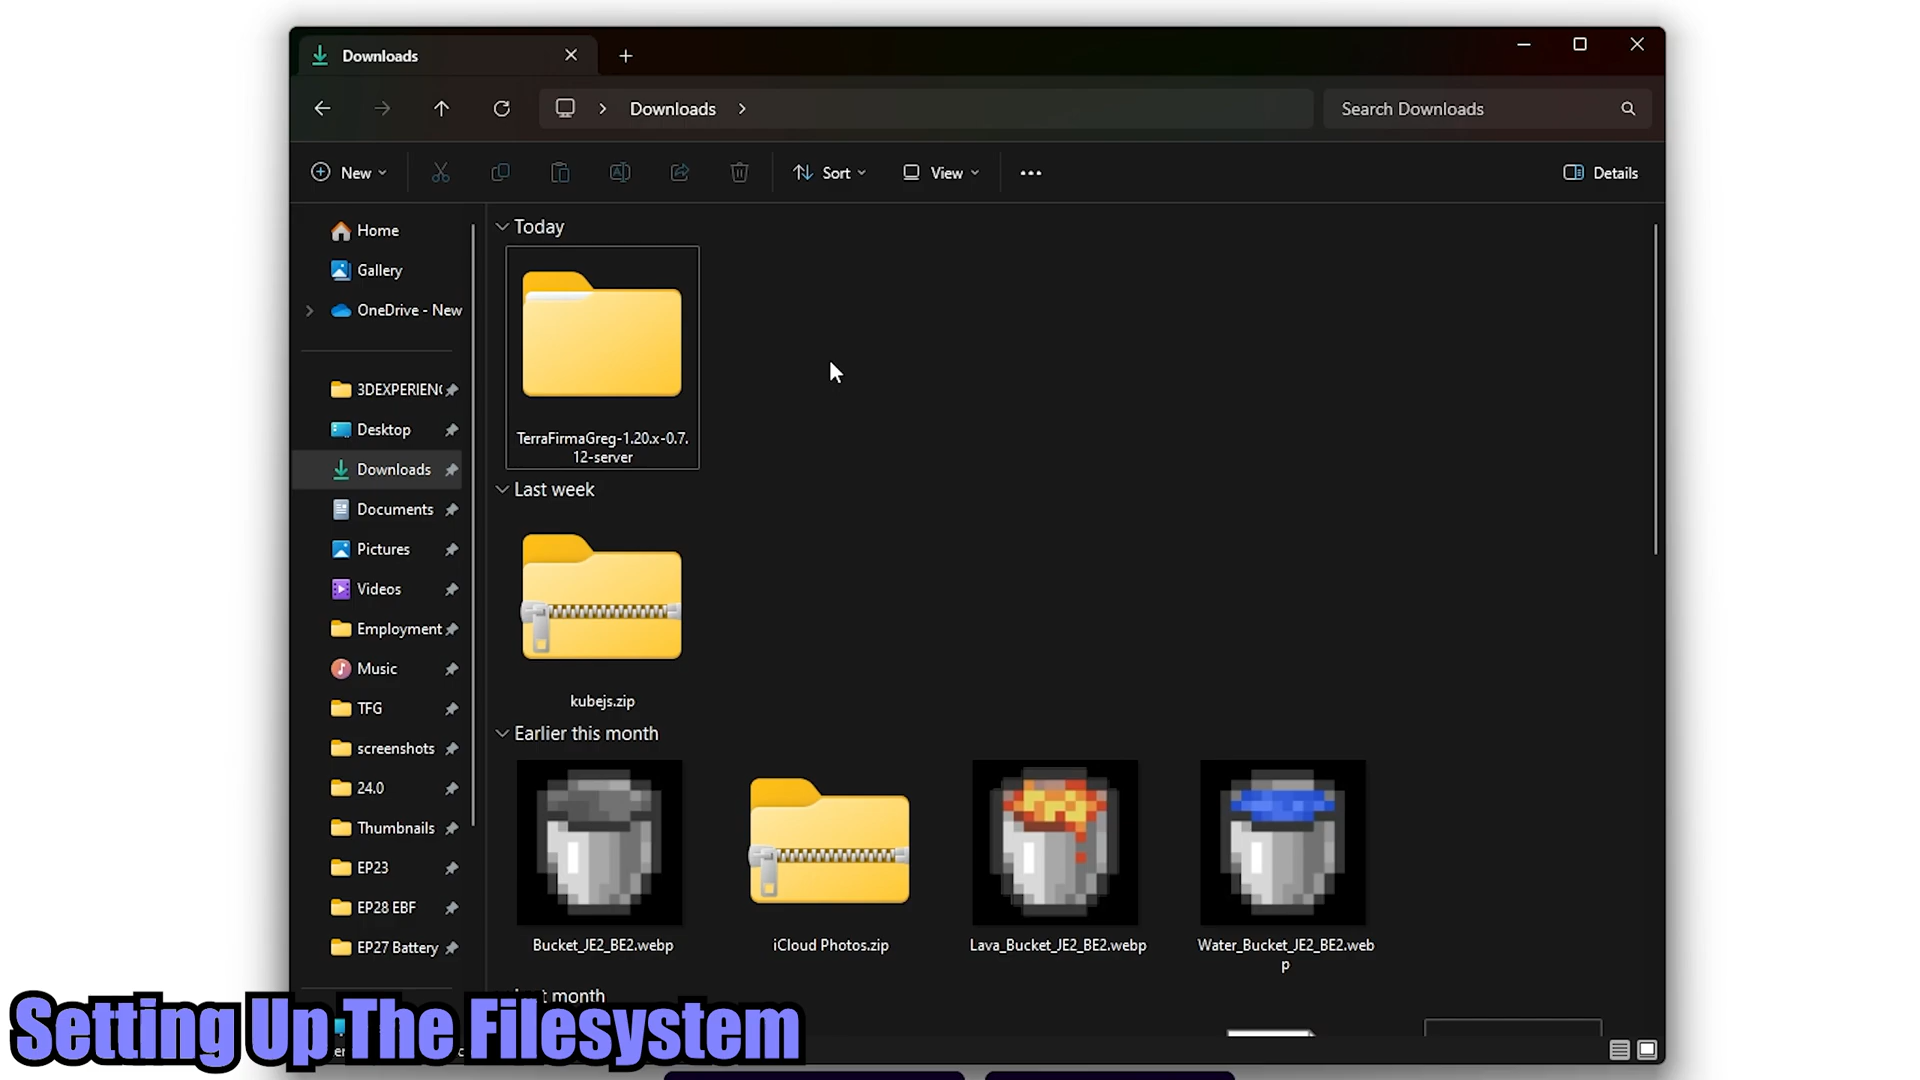 Downloads
Downloads
Search Downloads
New
Sort
View
Details
Home
Gallery
OneDrive - New
3DEXPERIENC
Desktop
Downloads
Documents
Pictures
Videos
Employment
Music
TFG
screenshots
24.0
Thumbnails
EP23
EP28 EBF
EP27 Battery
Today
TerraFirmaGreg-1.20.x-0.7.
12-server
Last week
kubejs.zip
Earlier this month
Bucket_JE2_BE2.webp
iCloud Photos.zip
Lava_Bucket_JE2_BE2.webp
Water_Bucket_JE2_BE2.web
p
month
Setting Up The Filesystem